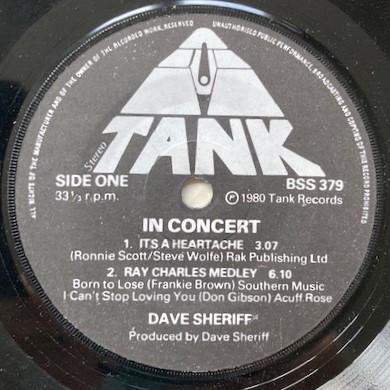 ALL RIGHTS OF THE MANUFACTURER AND OF THE OWNER OF THE RECORDED WORK RESERVED
UNAUTHORISED PUBLIC PERFORMANCE, BROADCASTING AND COPYING OF THIS RECORD PROHIBITED
TANK
Stereo
SIDE ONE
33⅓ r.p.m.
BSS 379
℗ 1980 Tank Records
IN CONCERT
1. ITS A HEARTACHE 3.07
(Ronnie Scott/Steve Wolfe) Rak Publishing Ltd
2. RAY CHARLES MEDLEY 6.10
Born to Lose (Frankie Brown) Southern Music
I Can't Stop Loving You (Don Gibson) Acuff Rose
DAVE SHERIFF
Produced by Dave Sheriff